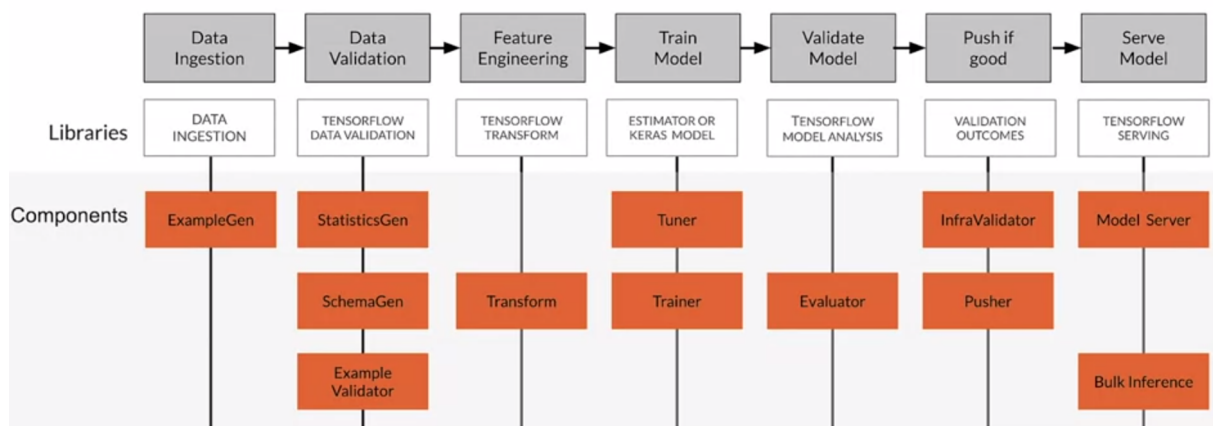 Data
Ingestion
Data
Validation
Feature
Engineering
Train
Model
Validate
Model
Push if
good
Serve
Model
Libraries
DATA
INGESTION
TENSORFLOW
DATA VALIDATION
TENSORFLOW
TRANSFORM
ESTIMATOR OR
KERAS MODEL
TENSORFLOW
MODEL ANALYSIS
VALIDATION
OUTCOMES
TENSORFLOW
SERVING
Components
ExampleGen
StatisticsGen
Tuner
InfraValidator
Model Server
SchemaGen
Transform
Trainer
Evaluator
Pusher
Example
Validator
Bulk Inference